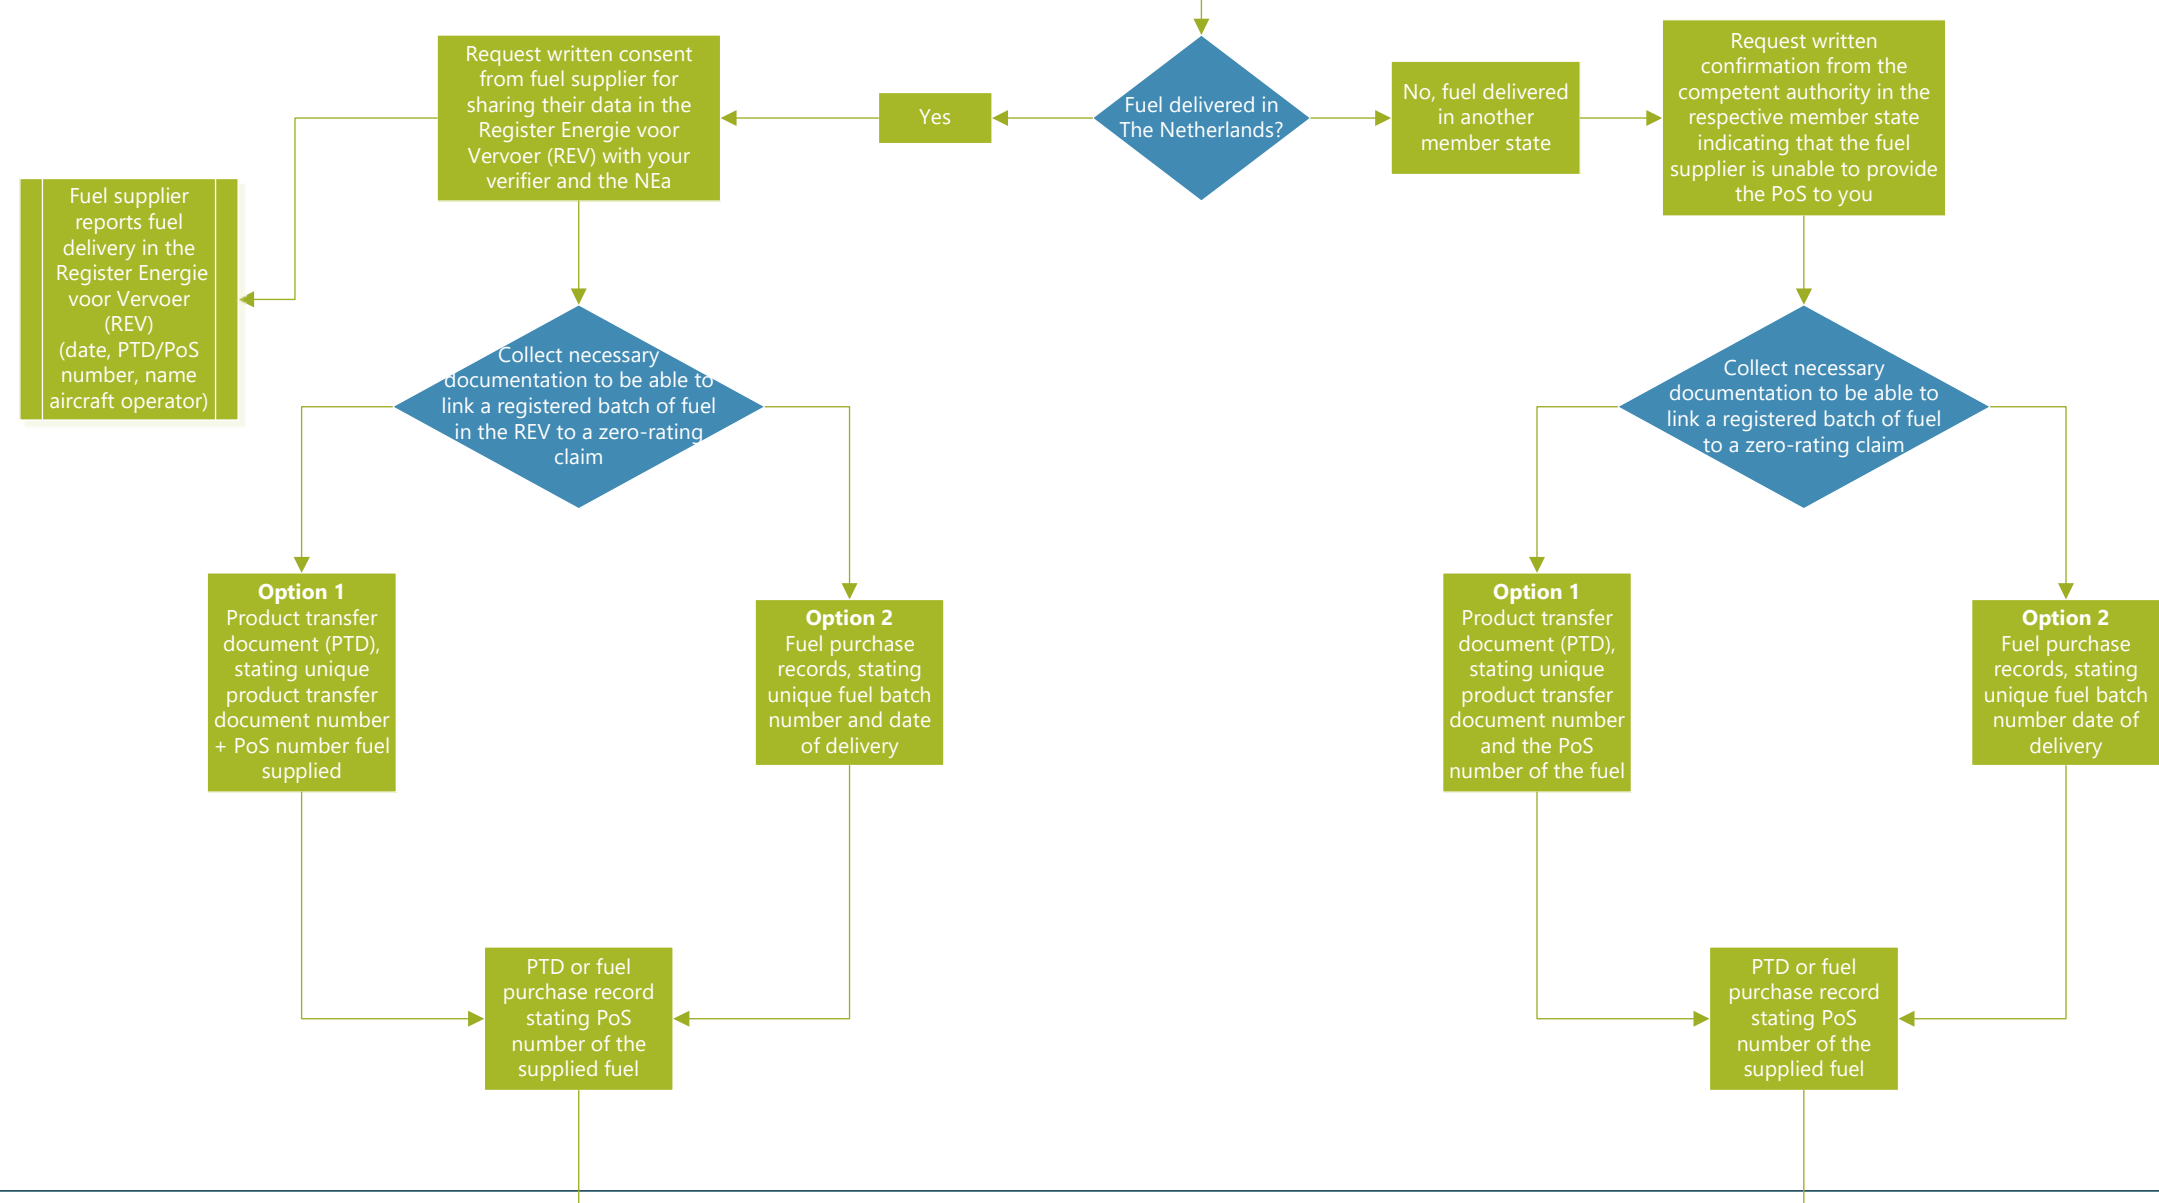 Request written consent
from fuel supplier for
sharing their data in the
Register Energie voor
Vervoer (REV) with your
verifier and the NEa
Yes
Fuel delivered in
The Netherlands?
No, fuel delivered
in another
member state
Request written
confirmation from the
competent authority in the
respective member state
indicating that the fuel
supplier is unable to provide
the PoS to you
Fuel supplier
reports fuel
delivery in the
Register Energie
voor Vervoer
(REV)
(date, PTD/PoS
number, name
aircraft operator)
Collect necessary
documentation to be able to
link a registered batch of fuel
in the REV to a zero-rating
claim
Collect necessary
documentation to be able to
link a registered batch of fuel
to a zero-rating claim
Option 1
Product transfer
document (PTD),
stating unique
product transfer
document number
+ PoS number fuel
supplied
Option 2
Fuel purchase
records, stating
unique fuel batch
number and date
of delivery
Option 1
Product transfer
document (PTD),
stating unique
product transfer
document number
and the PoS
number of the fuel
Option 2
Fuel purchase
records, stating
unique fuel batch
number date of
delivery
PTD or fuel
purchase record
stating PoS
number of the
supplied fuel
PTD or fuel
purchase record
stating PoS
number of the
supplied fuel